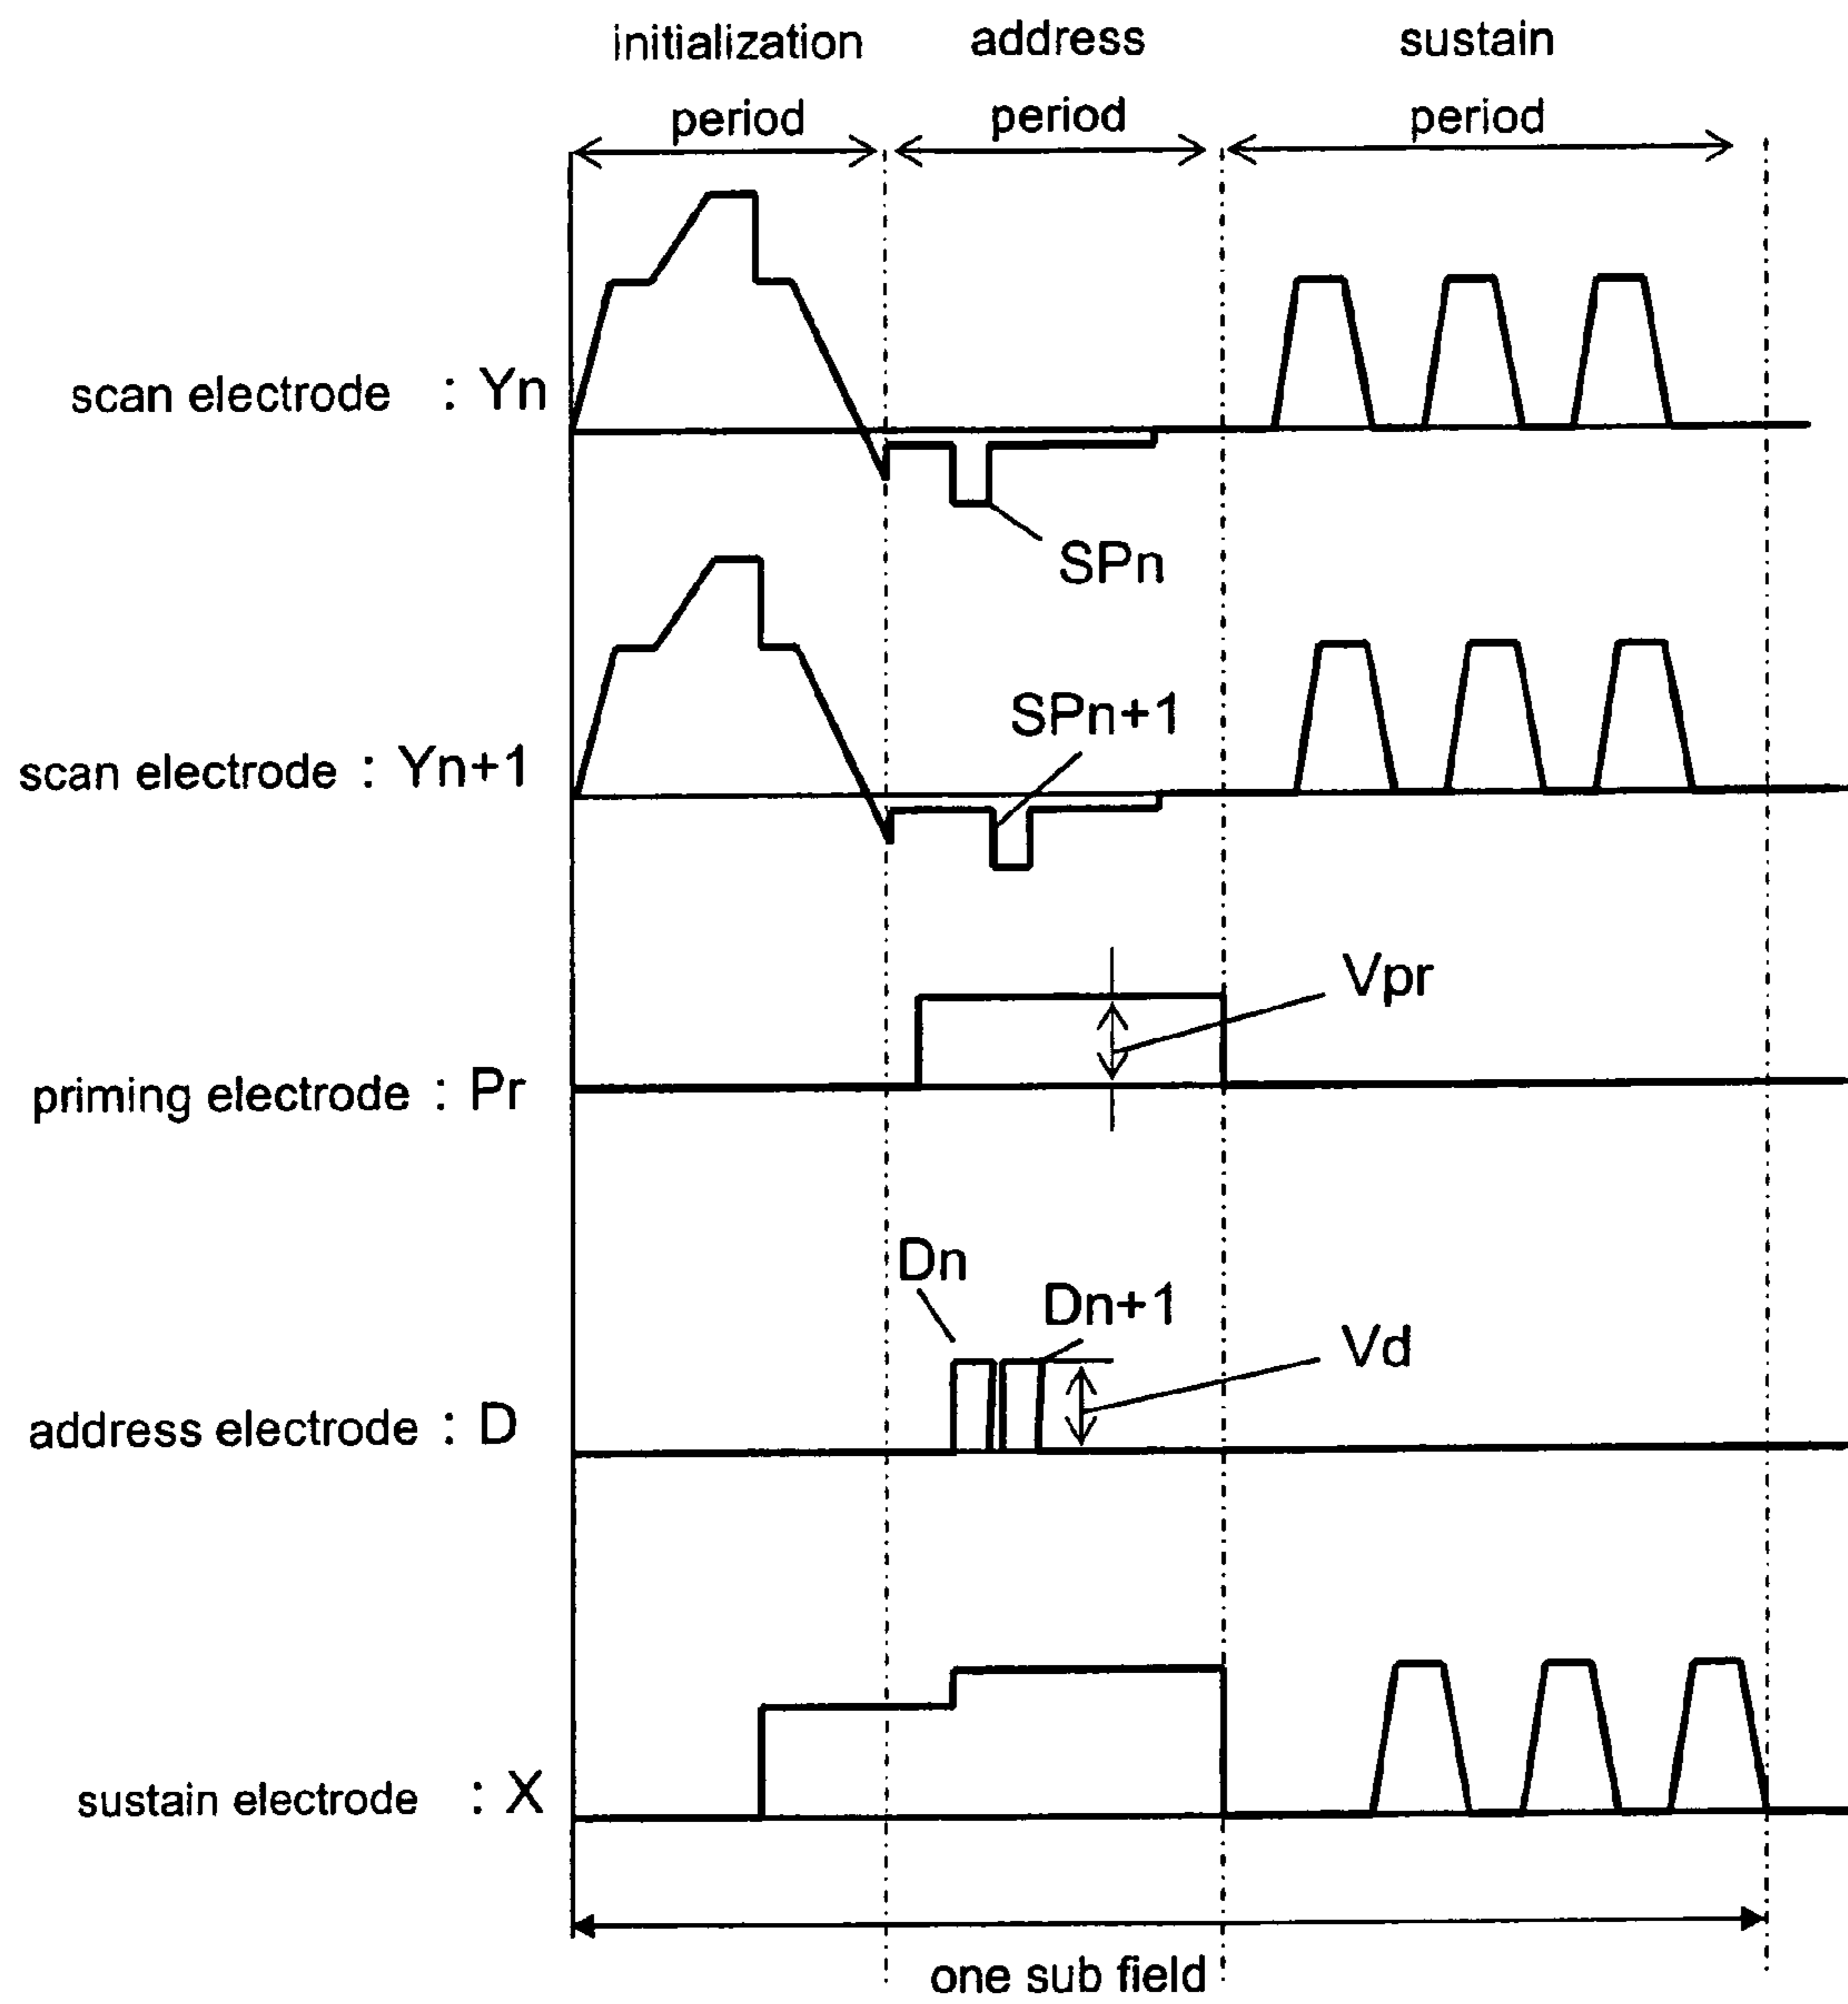 initialization period
address period
sustain period
scan electrode : Yn
SPn
SPn+1
scan electrode : Yn+1
Vpr
priming electrode : Pr
Dn
Dn+1
Vd
address electrode : D
sustain electrode : X
one sub field